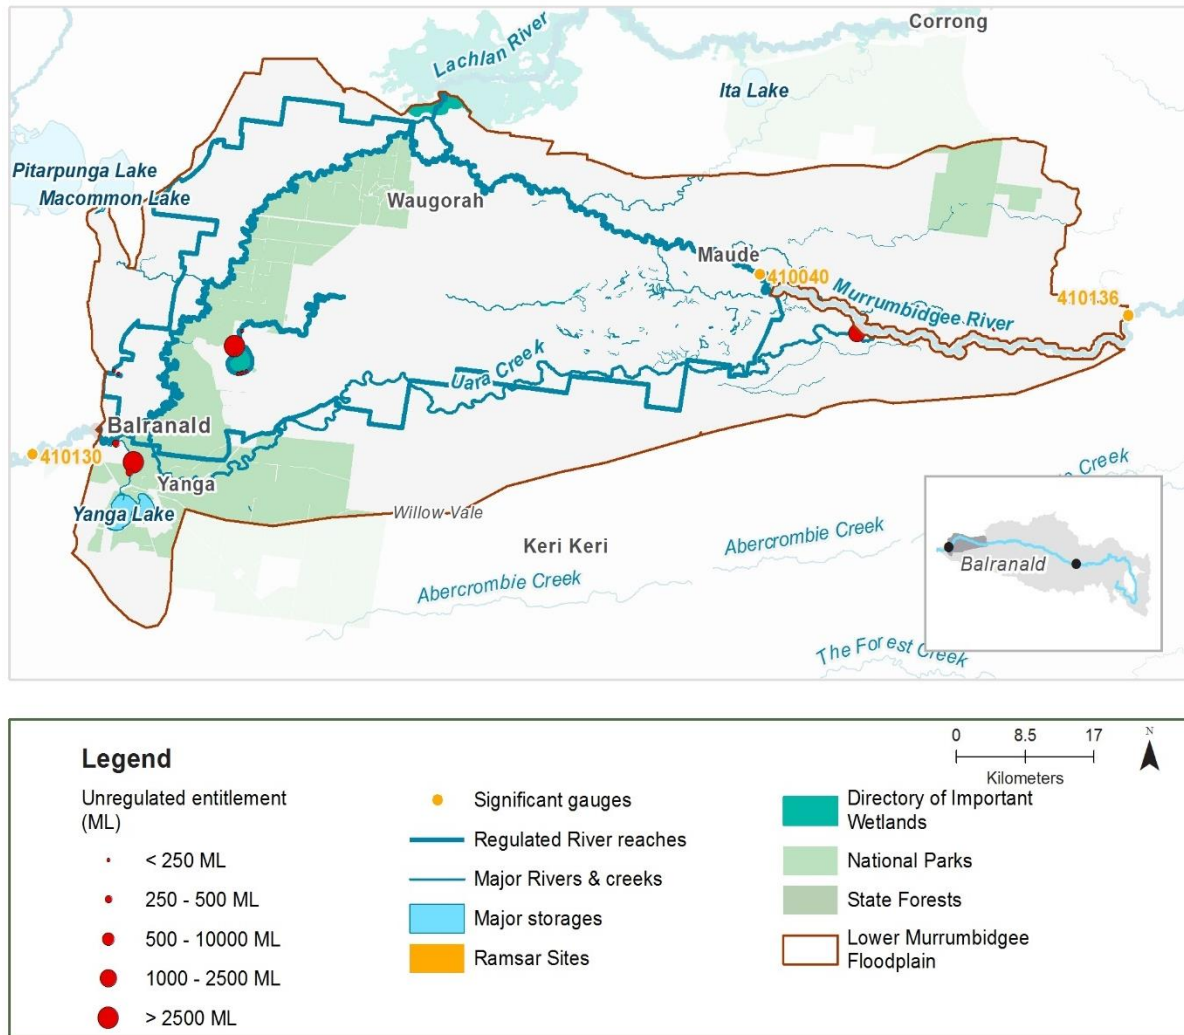 Corrong
Lachlan River
Ita Lake
Pitarpunga Lake
Macommon Lake
Waugorah
Maude
410040
410136
Murrumbidgee River
Uara Creek
Balranald
410130
Yanga
Yanga Lake
Willow Vale
Keri Keri
Abercrombie Creek
Abercrombie Creek
Creek
The Forest Creek
Balranald
Legend
Unregulated entitlement
(ML)
< 250 ML
250 - 500 ML
500 - 10000 ML
1000 - 2500 ML
> 2500 ML
Significant gauges
Regulated River reaches
Major Rivers & creeks
Major storages
Ramsar Sites
0 8.5 17
Kilometers
N
Directory of Important
Wetlands
National Parks
State Forests
Lower Murrumbidgee
Floodplain